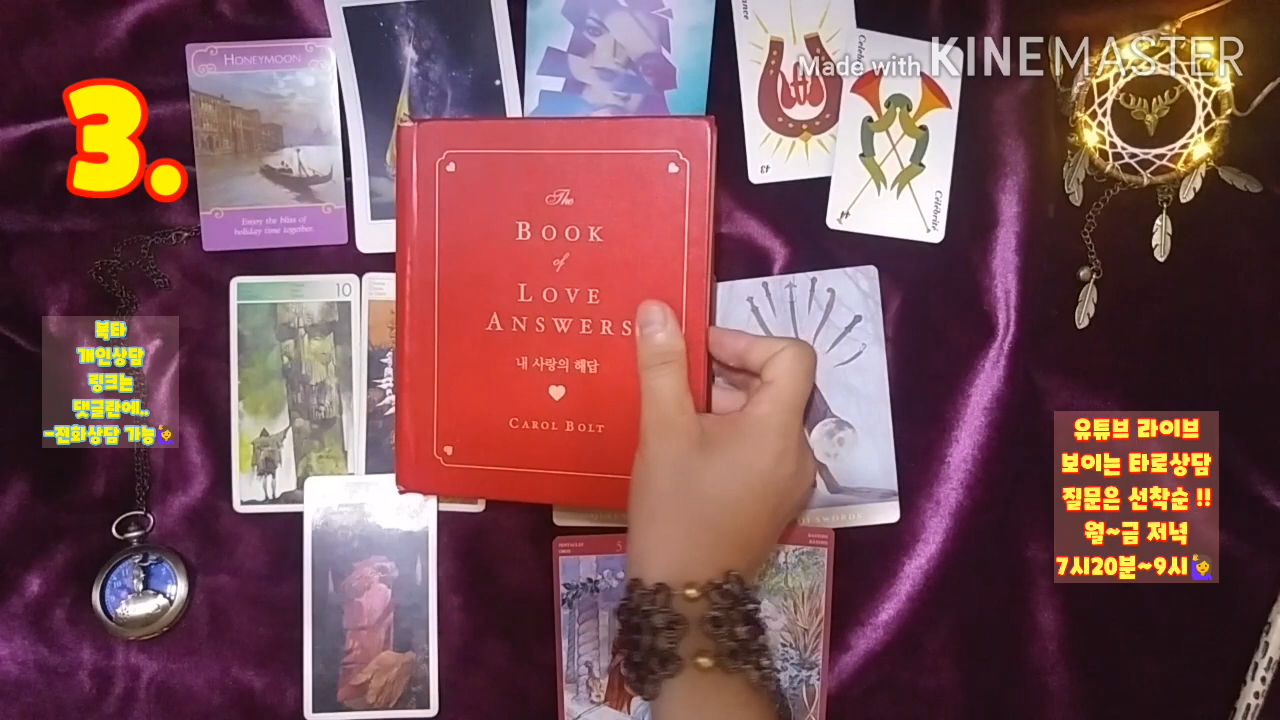 Made with KINEMASTER
3.
HONEYMOON
Enjoy the bliss of
holiday time together.
43
Célébrité
44
The
BOOK
of
LOVE
ANSWERS
내 사랑의 해답
CAROL BOLT
10
5
복타
개인상담
링크는
댓글란에..
-전화상담 가능🙋‍♀️
유튜브 라이브
보이는 타로상담
질문은 선착순 !!
월~금 저녁
7시20분~9시🙋‍♀️